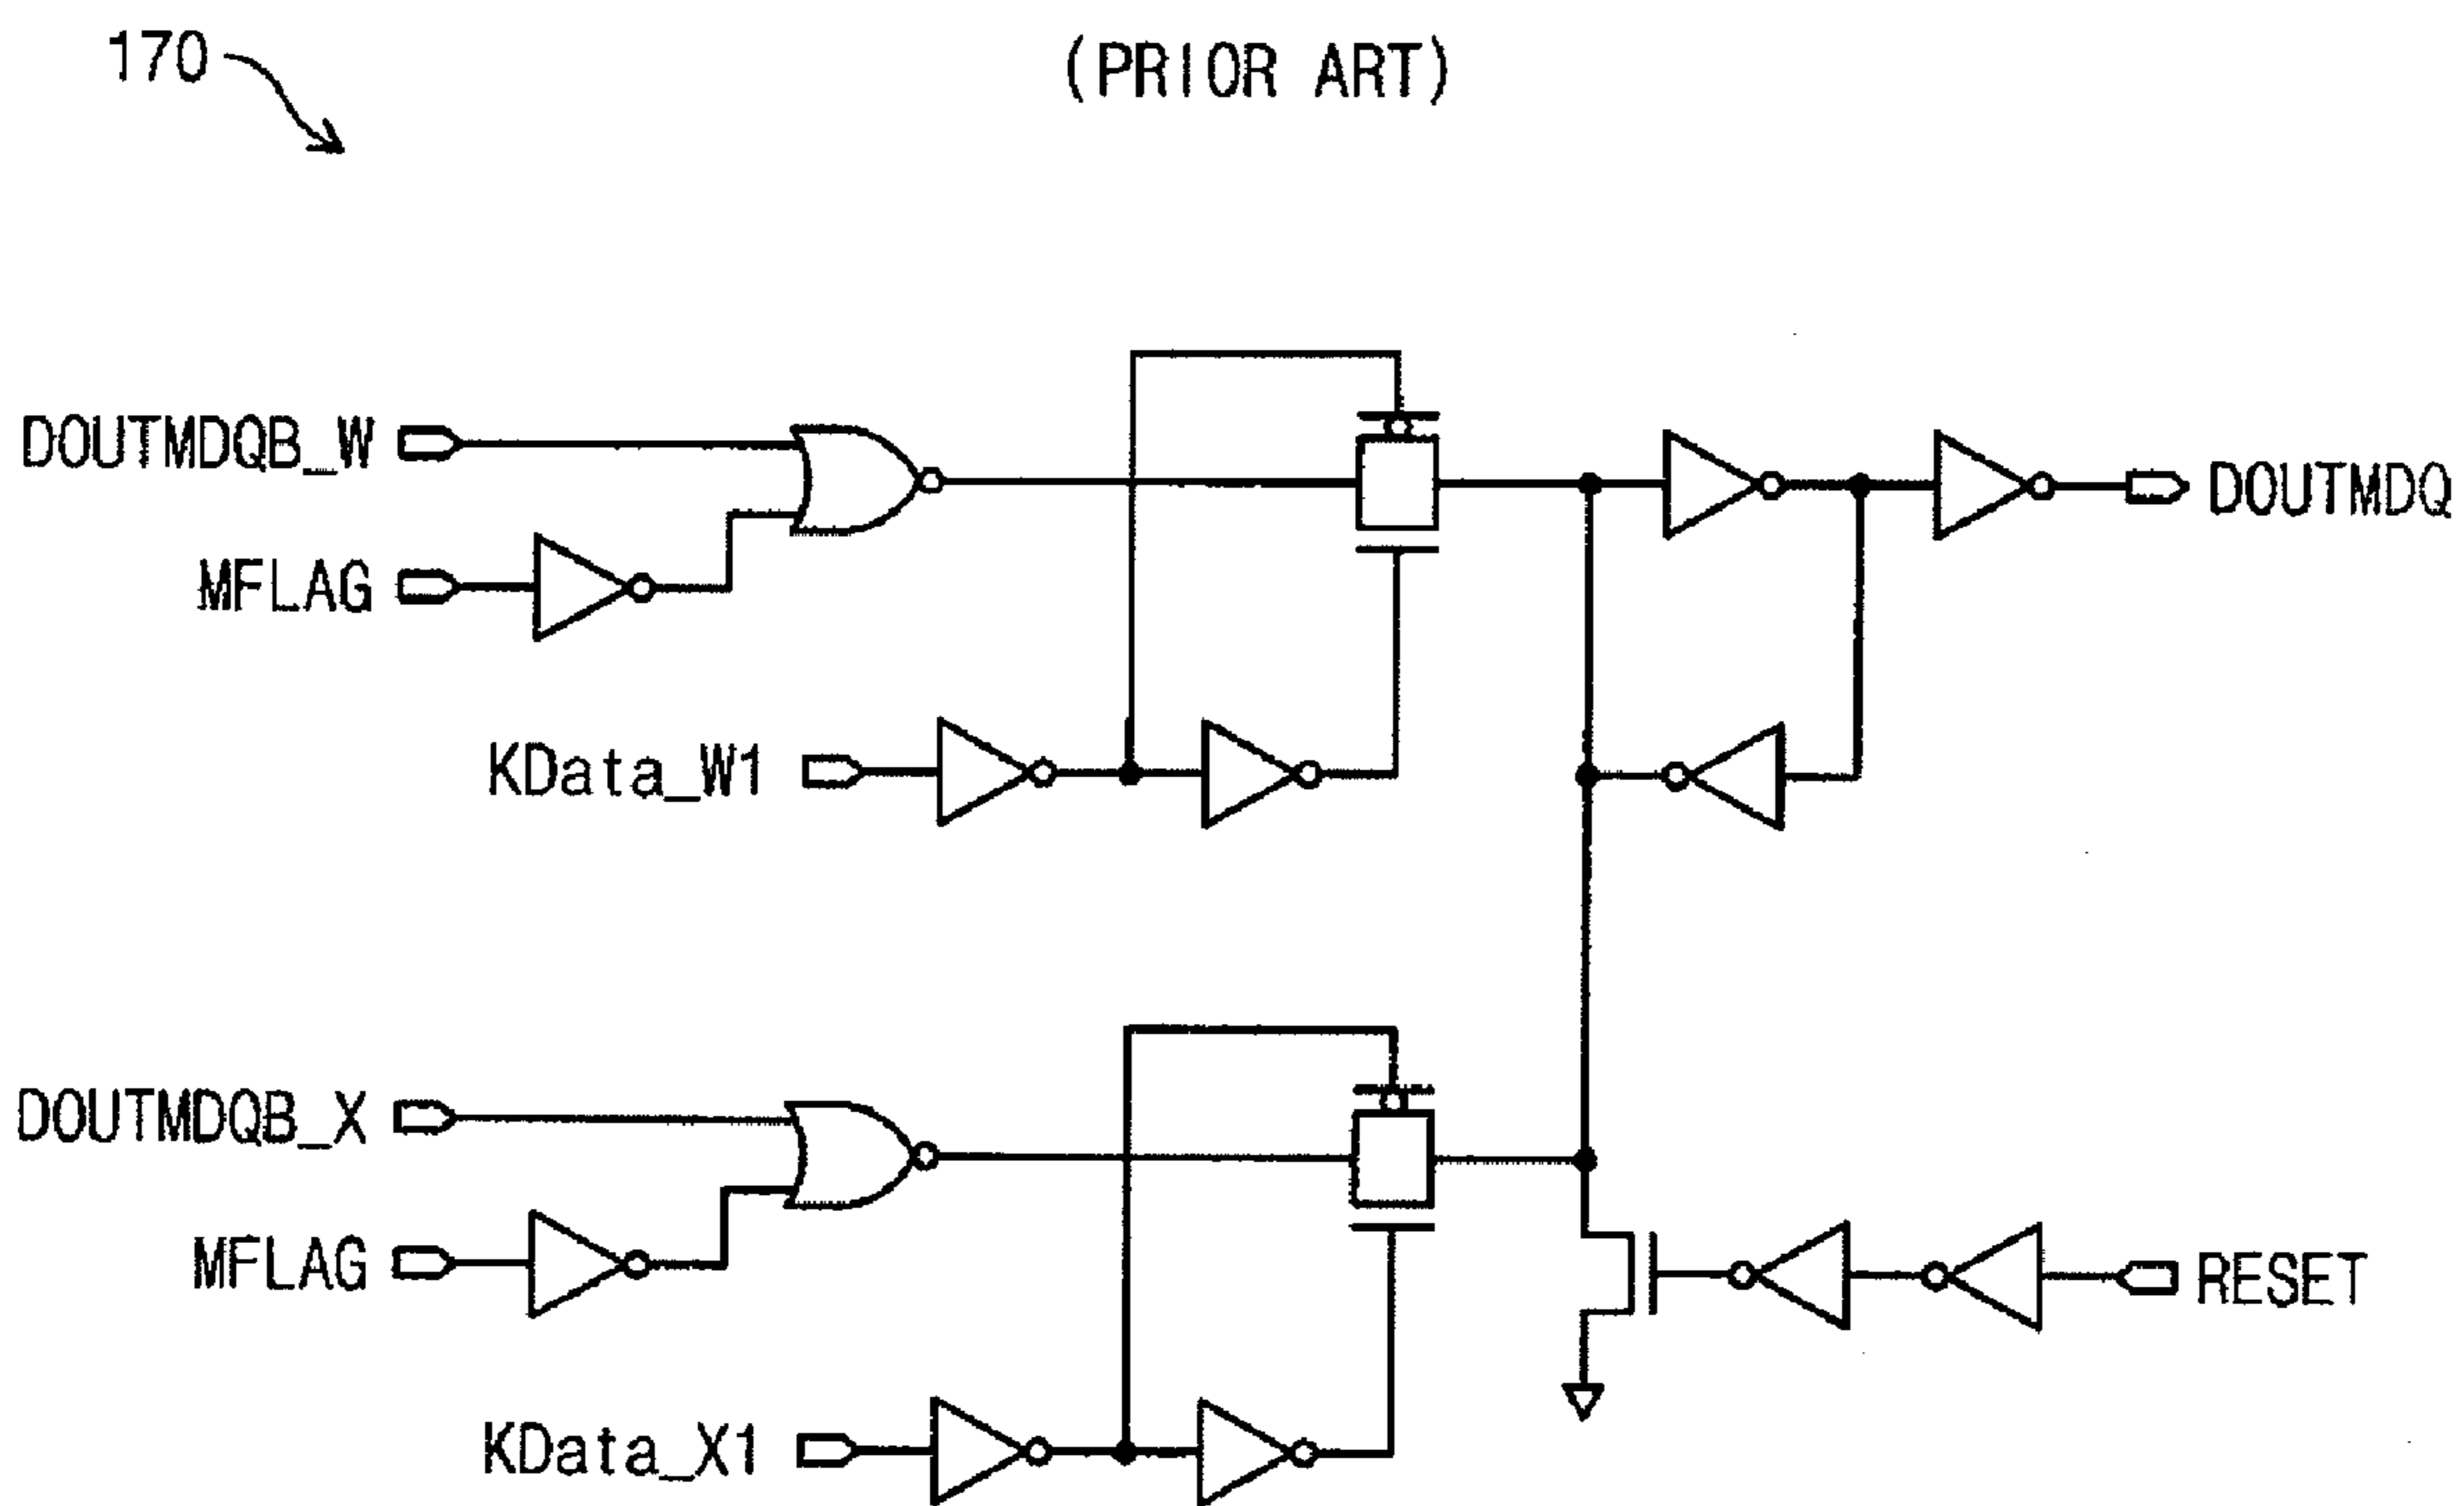 170
(PRIOR ART)
DOUTMDQB_W
MFLAG
KData_W1
DOUTMDQ
DOUTMDQB_X
MFLAG
KData_X1
RESET